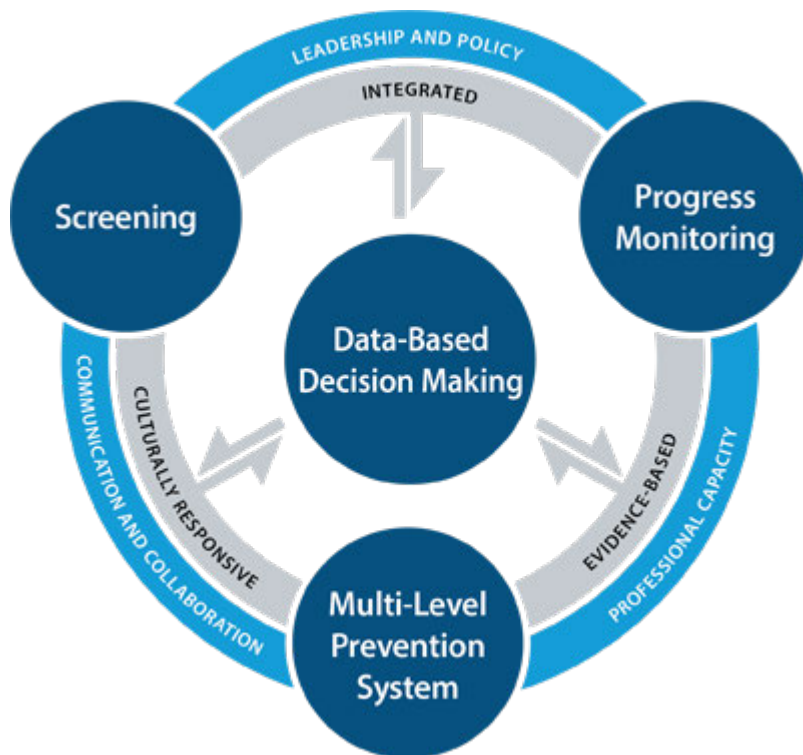 LEADERSHIP AND POLICY
INTEGRATED
Screening
Progress
Monitoring
Data-Based
Decision Making
COMMUNICATION AND COLLABORATION
CULTURALLY RESPONSIVE
EVIDENCE-BASED
PROFESSIONAL CAPACITY
Multi-Level
Prevention
System